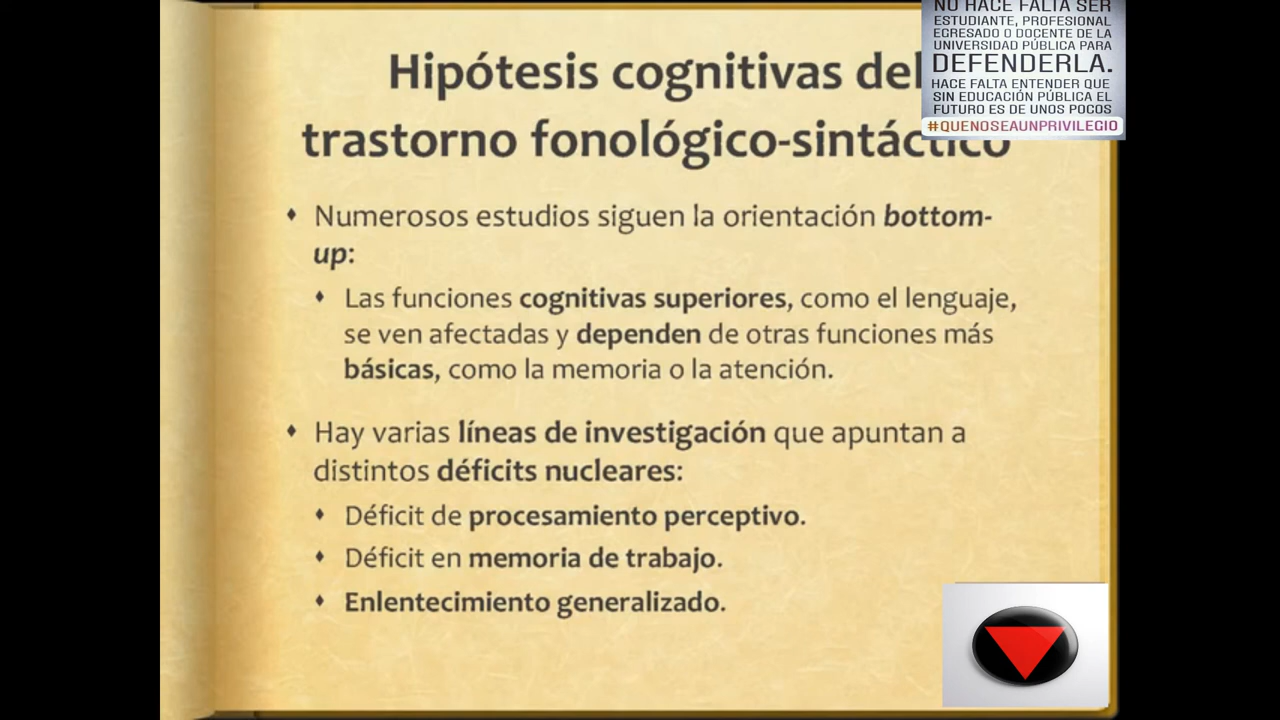 Hipótesis cognitivas del
trastorno fonológico-sintáctico
NO HACE FALTA SER
ESTUDIANTE, PROFESIONAL
EGRESADO O DOCENTE DE LA
UNIVERSIDAD PÚBLICA PARA
DEFENDERLA.
HACE FALTA ENTENDER QUE
SIN EDUCACIÓN PÚBLICA EL
FUTURO ES DE UNOS POCOS
#QUENOSEAUNPRIVILEGIO
Numerosos estudios siguen la orientación bottom-
up:
Las funciones cognitivas superiores, como el lenguaje,
se ven afectadas y dependen de otras funciones más
básicas, como la memoria o la atención.
Hay varias líneas de investigación que apuntan a
distintos déficits nucleares:
Déficit de procesamiento perceptivo.
Déficit en memoria de trabajo.
Enlentecimiento generalizado.